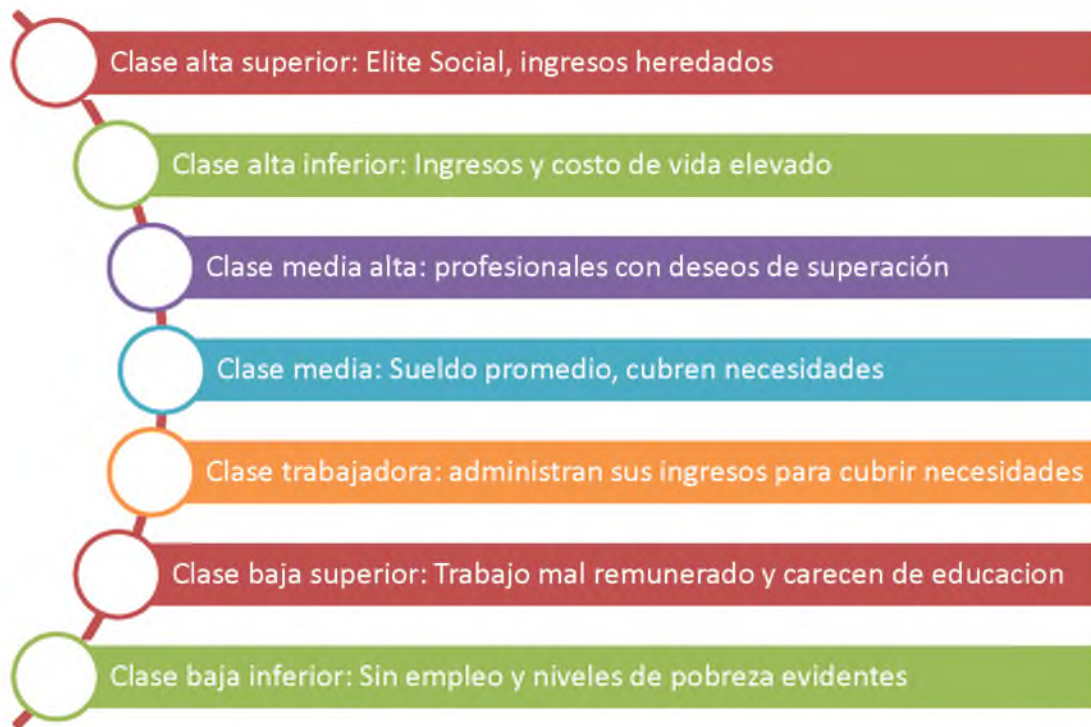 Clase alta superior: Elite Social, ingresos heredados
Clase alta inferior: Ingresos y costo de vida elevado
Clase media alta: profesionales con deseos de superación
Clase media: Sueldo promedio, cubren necesidades
Clase trabajadora: administran sus ingresos para cubrir necesidades
Clase baja superior: Trabajo mal remunerado y carecen de educacion
Clase baja inferior: Sin empleo y niveles de pobreza evidentes